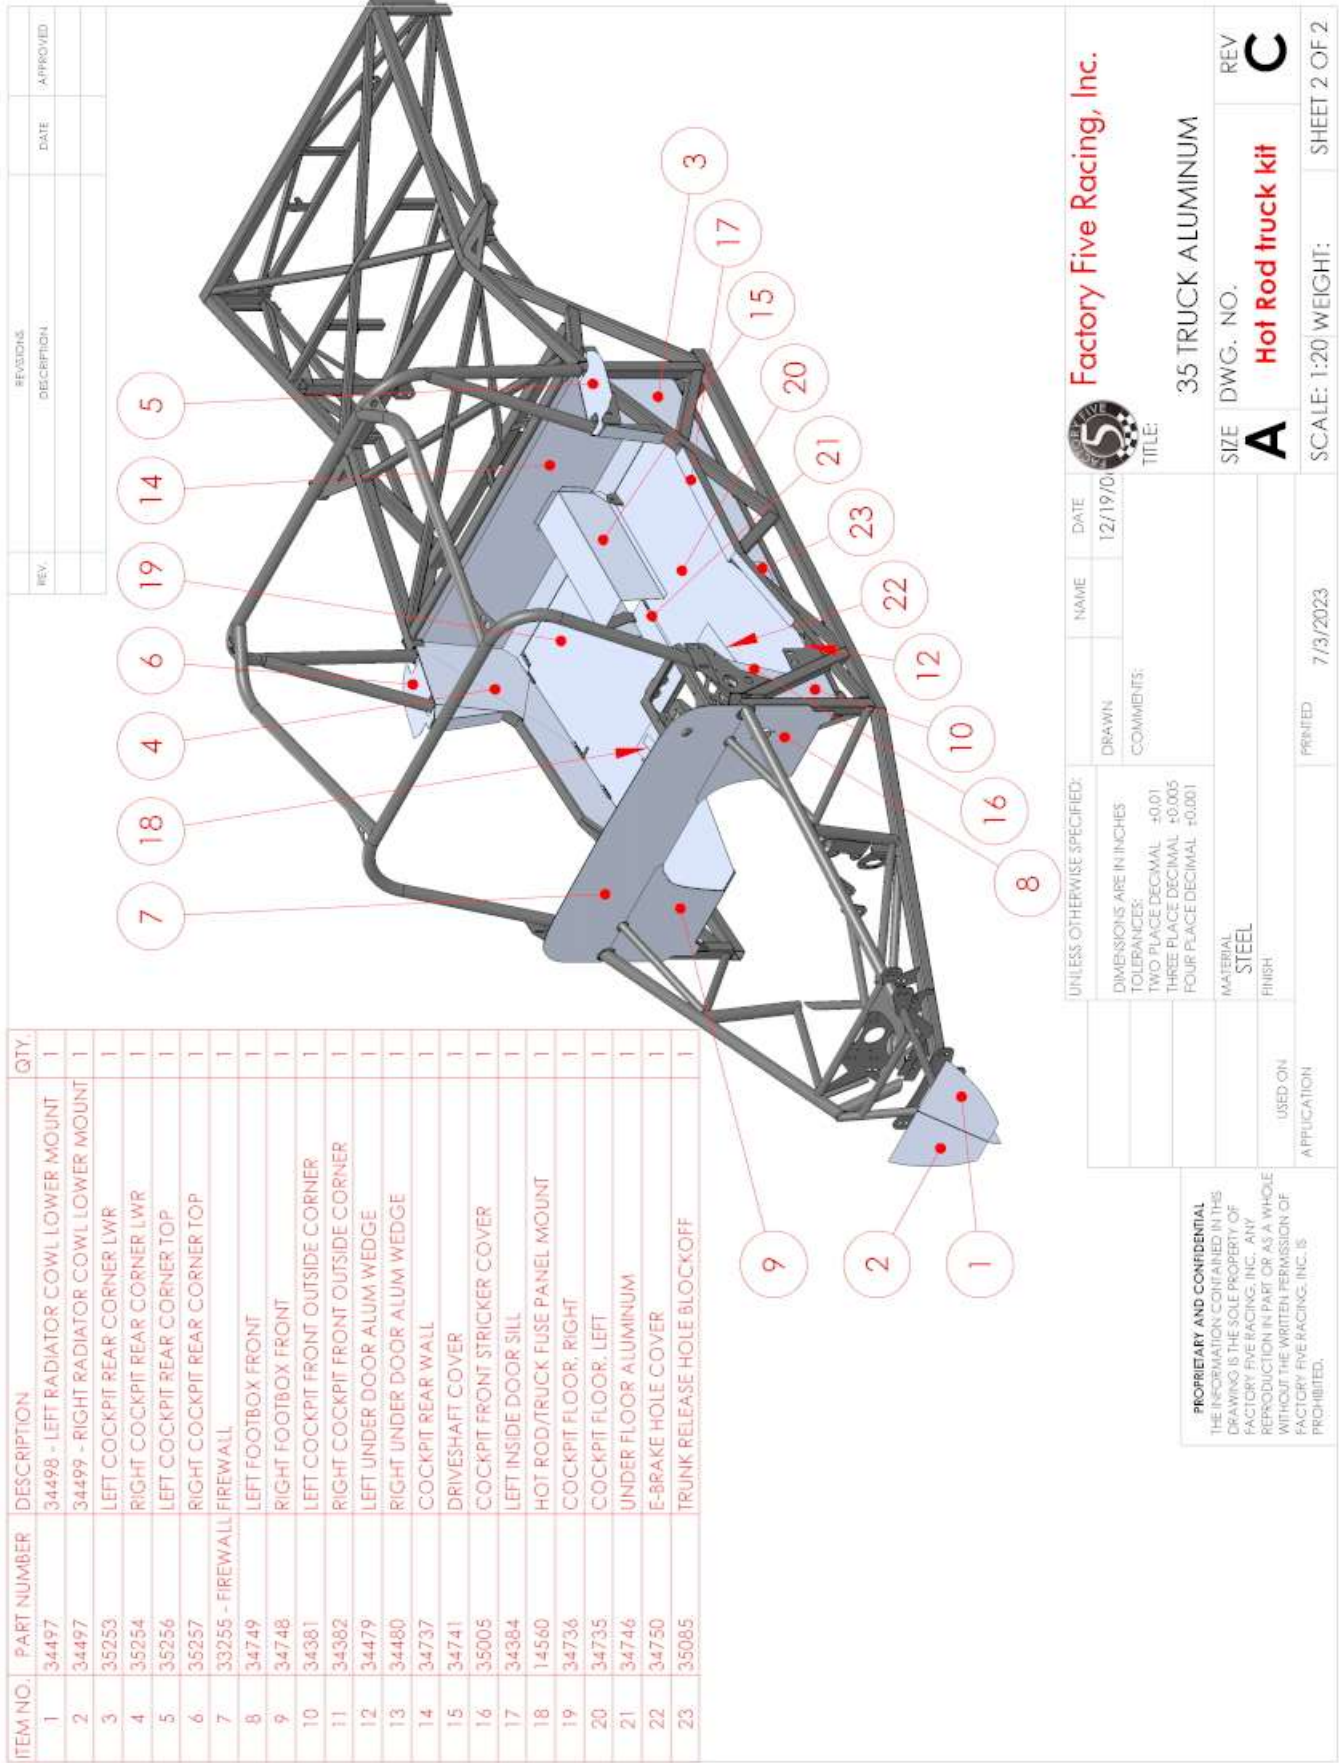 ITEM NO. PART NUMBER DESCRIPTION QTY.
1 34497 34498 - LEFT RADIATOR COWL LOWER MOUNT 1
2 34497 34499 - RIGHT RADIATOR COWL LOWER MOUNT 1
3 35253 LEFT COCKPIT REAR CORNER LWR 1
4 35254 RIGHT COCKPIT REAR CORNER LWR 1
5 35256 LEFT COCKPIT REAR CORNER TOP 1
6 35257 RIGHT COCKPIT REAR CORNER TOP 1
7 33255 - FIREWALL FIREWALL 1
8 34749 LEFT FOOTBOX FRONT 1
9 34748 RIGHT FOOTBOX FRONT 1
10 34381 LEFT COCKPIT FRONT OUTSIDE CORNER 1
11 34382 RIGHT COCKPIT FRONT OUTSIDE CORNER 1
12 34479 LEFT UNDER DOOR ALUM WEDGE 1
13 34480 RIGHT UNDER DOOR ALUM WEDGE 1
14 34737 COCKPIT REAR WALL 1
15 34741 DRIVESHAFT COVER 1
16 35005 COCKPIT FRONT STRICKER COVER 1
17 34384 LEFT INSIDE DOOR SILL 1
18 14560 HOT ROD/TRUCK FUSE PANEL MOUNT 1
19 34736 COCKPIT FLOOR, RIGHT 1
20 34735 COCKPIT FLOOR, LEFT 1
21 34746 UNDER FLOOR ALUMINUM 1
22 34750 E-BRAKE HOLE COVER 1
23 35085 TRUNK RELEASE HOLE BLOCKOFF 1
REVISIONS
REV. DESCRIPTION DATE APPROVED
7
18
4
6
19
14
5
3
17
15
20
21
23
22
12
10
16
8
9
2
1
PROPRIETARY AND CONFIDENTIAL
THE INFORMATION CONTAINED IN THIS
DRAWING IS THE SOLE PROPERTY OF
FACTORY FIVE RACING, INC. ANY
REPRODUCTION IN PART OR AS A WHOLE
WITHOUT THE WRITTEN PERMISSION OF
FACTORY FIVE RACING, INC. IS
PROHIBITED.
USED ON
APPLICATION
UNLESS OTHERWISE SPECIFIED:
DIMENSIONS ARE IN INCHES
TOLERANCES:
TWO PLACE DECIMAL ±0.01
THREE PLACE DECIMAL ±0.005
FOUR PLACE DECIMAL ±0.001
MATERIAL
STEEL
FINISH
NAME DATE
DRAWN 12/19/0
COMMENTS:
PRINTED 7/3/2023
FACTORY FIVE
5
Factory Five Racing, Inc.
TITLE:
35 TRUCK ALUMINUM
SIZE DWG. NO. REV
A Hot Rod truck kit C
SCALE: 1:20 WEIGHT: SHEET 2 OF 2